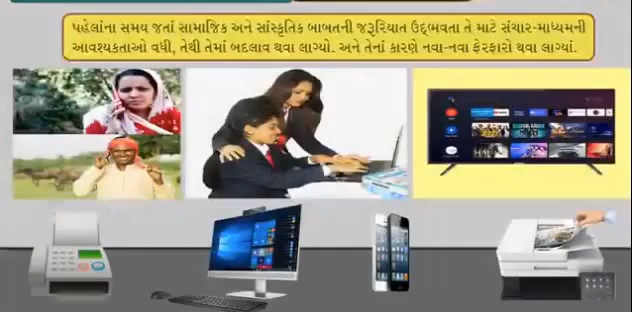 પહેલાંના સમય જતાં સામાજિક અને સાંસ્કૃતિક બાબતની જરૂરિયાત ઉદ્દભવતા તે માટે સંચાર-માધ્યમની
આવશ્યકતાઓ વધી, તેથી તેમાં બદલાવ થવા લાગ્યો. અને તેનાં કારણે નવા-નવા ફેરફારો થવા લાગ્યાં.